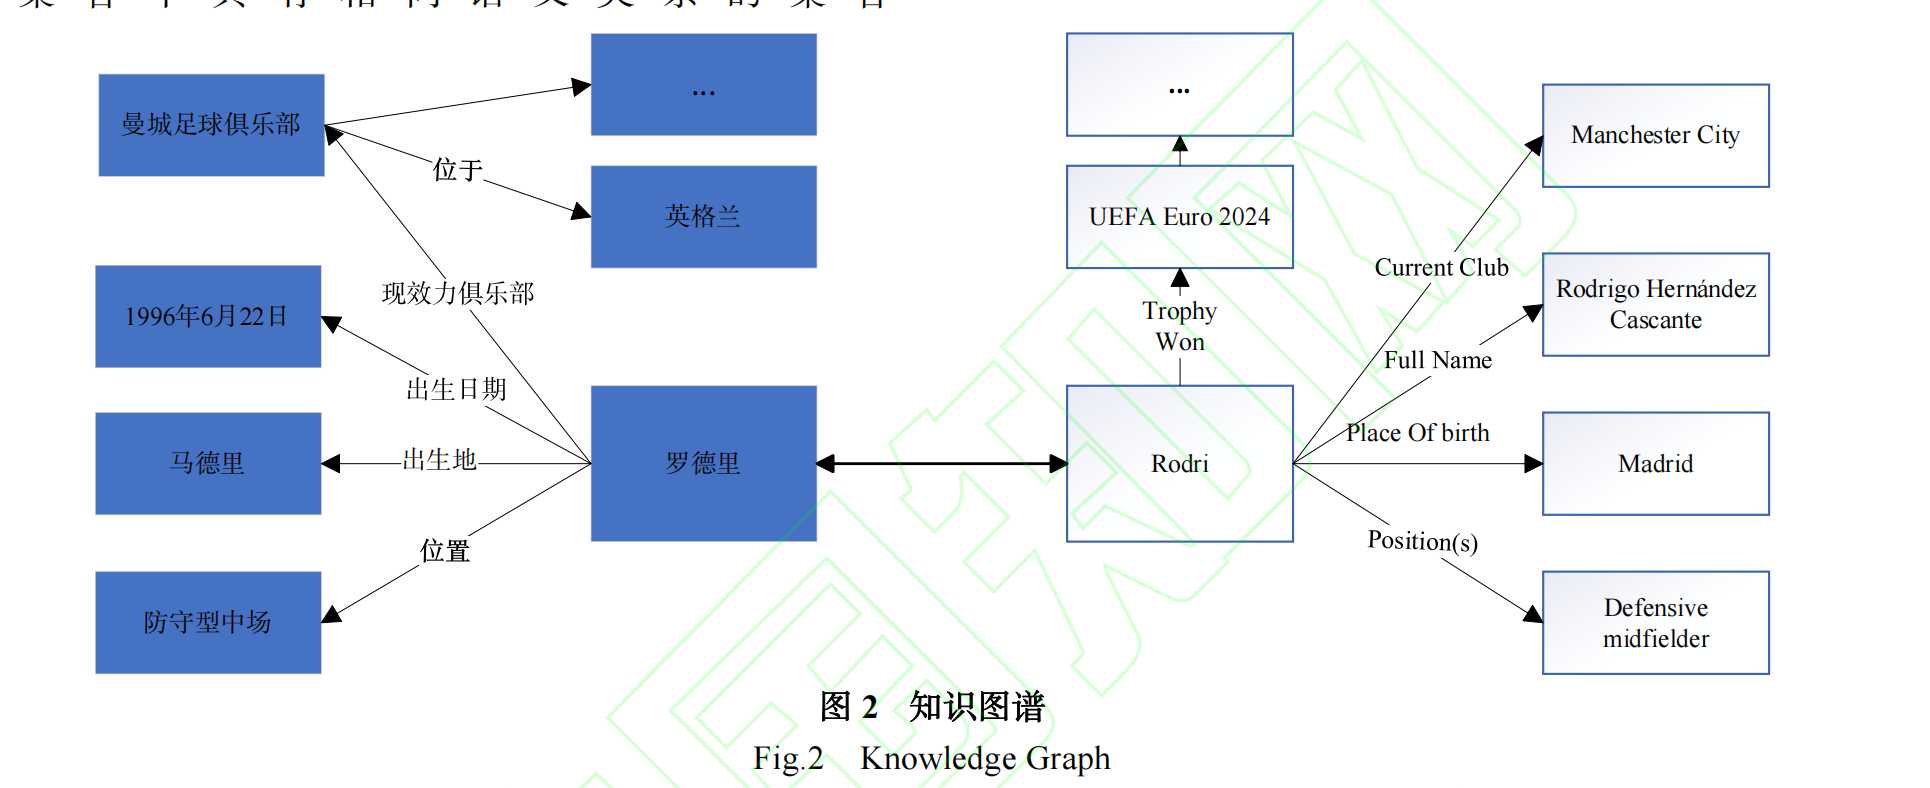 曼城足球俱乐部
...
位于
英格兰
现效力俱乐部
1996年6月22日
出生日期
马德里
出生地
罗德里
位置
防守型中场
...
UEFA Euro 2024
Trophy
Won
Rodri
Manchester City
Current Club
Rodrigo Hernández
Cascante
Full Name
Place Of birth
Madrid
Position(s)
Defensive
midfielder
图 2 知识图谱
Fig.2 Knowledge Graph